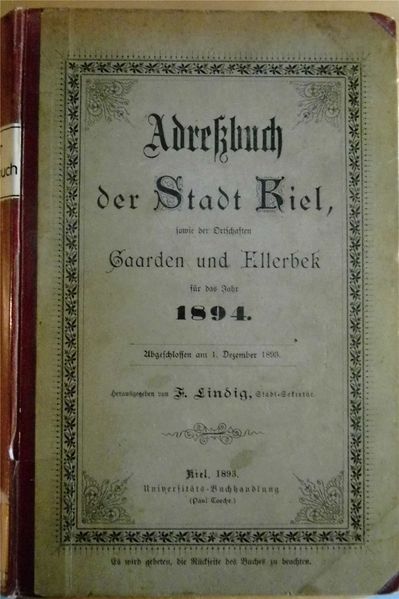 uch
Adreßbuch
der Stadt Kiel,
sowie der Ortschaften
Gaarden und Ellerbek
für das Jahr
1894.
Abgeschlossen am 1. Dezember 1893.
Herausgegeben von F. Lindig, Stadt-Sekretär.
Kiel, 1893.
Universitäts-Buchhandlung
(Paul Toeche.)
Es wird gebeten, die Rückseite des Buches zu beachten.